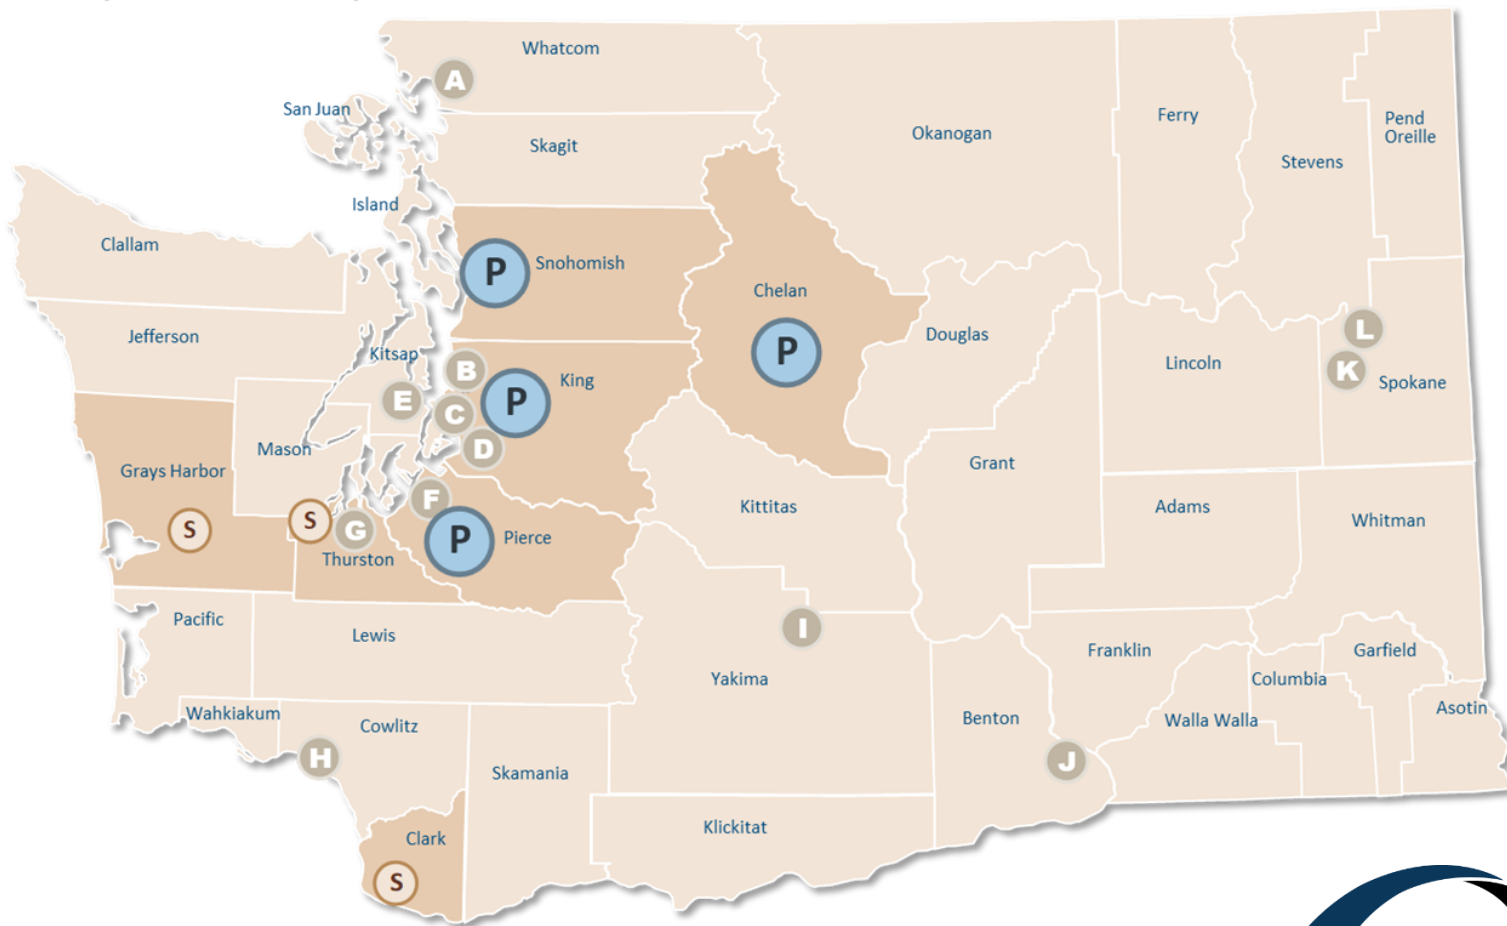 Whatcom
A
San Juan
Skagit
Okanogan
Ferry
Stevens
Pend
Oreille
Island
Clallam
P
Snohomish
Chelan
P
Jefferson
Kitsap
Douglas
Lincoln
L
K
Spokane
B
King
E
C
P
D
Mason
Grays Harbor
Grant
F
Kittitas
Adams
Whitman
S
S
G
P
Pierce
Thurston
Pacific
Lewis
I
Yakima
Franklin
Garfield
Columbia
Wahkiakum
Cowlitz
Benton
Walla Walla
Asotin
H
Skamania
J
Klickitat
Clark
S